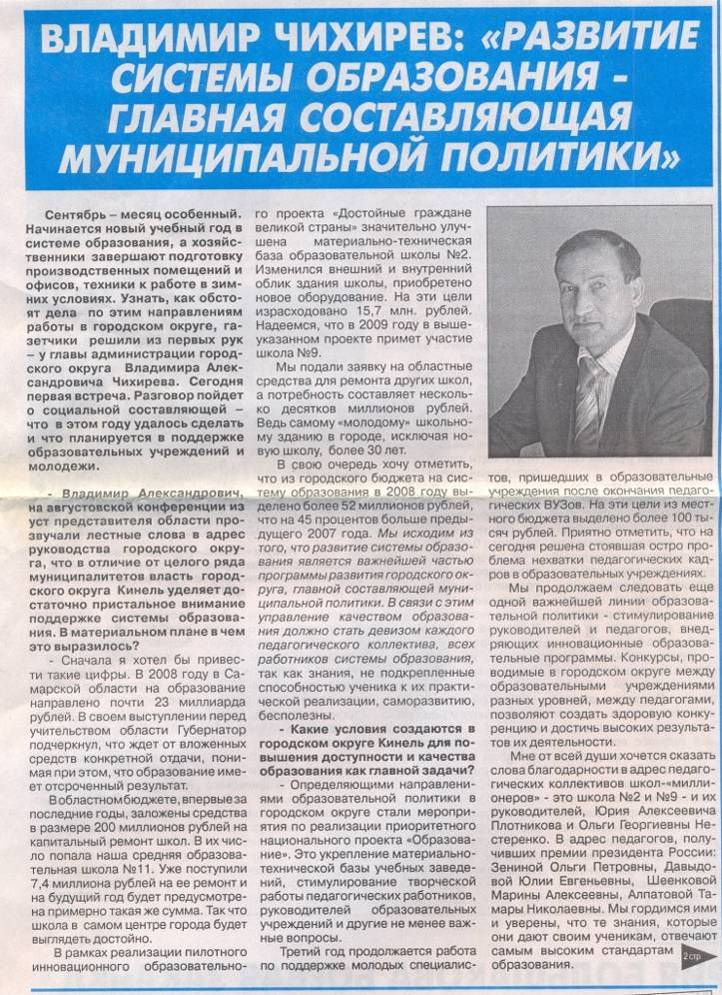 ВЛАДИМИР ЧИХИРЕВ: «РАЗВИТИЕ
СИСТЕМЫ ОБРАЗОВАНИЯ -
ГЛАВНАЯ СОСТАВЛЯЮЩАЯ
МУНИЦИПАЛЬНОЙ ПОЛИТИКИ»
Сентябрь – месяц особенный.
Начинается новый учебный год в
системе образования, а хозяйс-
твенники завершают подготовку
производственных помещений и
офисов, техники к работе в зим-
них условиях. Узнать, как обсто-
ят дела по этим направлениям
работы в городском округе, га-
зетчики решили из первых рук
– у главы администрации город-
ского округа Владимира Алек-
сандровича Чихирева. Сегодня
первая встреча. Разговор пойдет
о социальной составляющей –
что в этом году удалось сделать
и что планируется в поддержке
образовательных учреждений и
молодежи.
- Владимир Александрович,
на августовской конференции из
уст представителя области про-
звучали лестные слова в адрес
руководства городского окру-
га, что в отличие от целого ряда
муниципалитетов власть город-
ского округа Кинель уделяет до-
статочно пристальное внимание
поддержке системы образова-
ния. В материальном плане в чем
это выразилось?
- Сначала я хотел бы привес-
ти такие цифры. В 2008 году в Са-
марской области на образование
направлено почти 23 миллиарда
рублей. В своем выступлении перед
учительством области Губернатор
подчеркнул, что ждет от вложенных
средств конкретной отдачи, пони-
мая при этом, что образование име-
ет отсроченный результат.
В областном бюджете, впервые за
последние годы, заложены средства
в размере 200 миллионов рублей на
капитальный ремонт школ. В их чис-
ло попала наша средняя образова-
тельная школа №11. Уже поступили
7,4 миллиона рублей на ее ремонт и
на будущий год будет предусмотре-
на примерно такая же сумма. Так что
школа в самом центре города будет
выглядеть достойно.
В рамках реализации пилотного
инновационного образовательно-
го проекта «Достойные граждане
великой страны» значительно улуч-
шена материально-техническая
база образовательной школы №2.
Изменился внешний и внутренний
облик здания школы, приобретено
новое оборудование. На эти цели
израсходовано 15,7 млн. рублей.
Надеемся, что в 2009 году в выше-
указанном проекте примет участие
школа №9.
Мы подали заявку на областные
средства для ремонта других школ,
а потребность составляет несколь-
ко десятков миллионов рублей.
Ведь самому «молодому» школьно-
му зданию в городе, исключая но-
вую школу, более 30 лет.
В свою очередь хочу отметить,
что из городского бюджета на сис-
тему образования в 2008 году вы-
делено более 52 миллионов рублей,
что на 45 процентов больше преды-
дущего 2007 года. Мы исходим из
того, что развитие системы образо-
вания является важнейшей частью
программы развития городского ок-
руга, главной составляющей муни-
ципальной политики. В связи с этим
управление качеством образова-
ния должно стать девизом каждого
педагогического коллектива, всех
работников системы образования,
так как знания, не подкрепленные
способностью ученика к их практи-
ческой реализации, саморазвитию,
бесполезны.
- Какие условия создаются в
городском округе Кинель для по-
вышения доступности и качества
образования как главной задачи?
- Определяющими направлени-
ями образовательной политики в
городском округе стали меропри-
ятия по реализации приоритетного
национального проекта «Образова-
ние». Это укрепление материально-
технической базы учебных заведе-
ний, стимулирование творческой
работы педагогических работников,
руководителей образовательных
учреждений и другие не менее важ-
ные вопросы.
Третий год продолжается работа
по поддержке молодых специалис-
тов, пришедших в образовательные
учреждения после окончания педаго-
гических ВУЗов. На эти цели из мест-
ного бюджета выделено более 100 ты-
сяч рублей. Приятно отметить, что на
сегодня решена стоявшая остро про-
блема нехватки педагогических кад-
ров в образовательных учреждениях.
Мы продолжаем следовать еще
одной важнейшей линии образова-
тельной политики - стимулирование
руководителей и педагогов, внед-
ряющих инновационные образова-
тельные программы. Конкурсы, про-
водимые в городском округе между
образовательными учреждениями
разных уровней, между педагогами,
позволяют создать здоровую конку-
ренцию и достичь высоких результа-
тов их деятельности.
Мне от всей души хочется сказать
слова благодарности в адрес педаго-
гических коллективов школ-«милли-
онеров» - это школа №2 и №9 - и их
руководителей, Юрия Алексеевича
Плотникова и Ольги Георгиевны Не-
стеренко. В адрес педагогов, полу-
чивших премии президента России:
Зениной Ольги Петровны, Давыдо-
вой Юлии Евгеньевны, Шеенковой
Марины Алексеевны, Алпатовой Та-
мары Николаевны. Мы гордимся ими
и уверены, что те знания, которые
они дают своим ученикам, отвечают
самым высоким стандартам
образования.
2 стр.